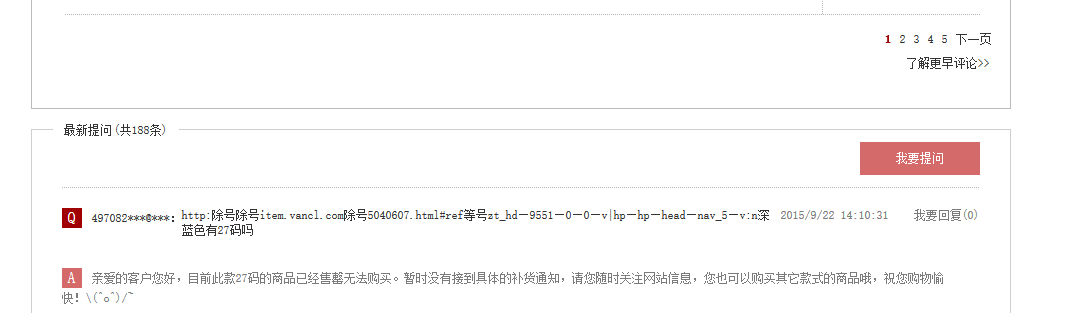 1 2 3 4 5 下一页
了解更早评论>>
最新提问(共188条)
我要提问
Q 497082***@***: http:除号除号item.vancl.com除号5040607.html#ref等号zt_hd一9551一0一0一v|hp一hp一head一nav_5一v:n深 2015/9/22 14:10:31 我要回复(0)
蓝色有27码吗
A 亲爱的客户您好，目前此款27码的商品已经售罄无法购买。暂时没有接到具体的补货通知，请您随时关注网站信息，您也可以购买其它款式的商品哦，祝您购物愉
快！\(^o^)/~